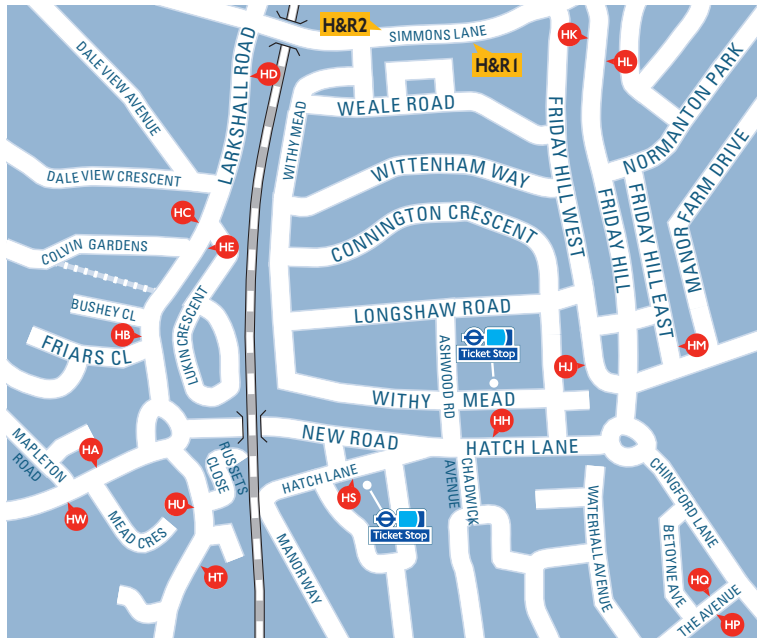 H&R2
SIMMONS LANE
H&R1
HK
HL
HD
DALE VIEW AVENUE
LARKSHALL ROAD
WITHY MEAD
WEALE ROAD
NORMANTON PARK
MANOR FARM DRIVE
DALE VIEW CRESCENT
WITTENHAM WAY
FRIDAY HILL WEST
FRIDAY HILL
FRIDAY HILL EAST
HC
HE
COLVIN GARDENS
CONNINGTON CRESCENT
BUSHEY CL
LUKIN CRESCENT
LONGSHAW ROAD
HB
FRIARS CL
ASHWOOD RD
Ticket Stop
HM
HJ
WITHY MEAD
HH
NEW ROAD
HATCH LANE
MAPLETON ROAD
HA
RUSSETS CLOSE
HATCH LANE
HS
CHADWICK AVENUE
CHINGFORD LANE
HW
MEAD CRES
HU
Ticket Stop
WATERHALL AVENUE
BETOYNE AVE
MANORWAY
HT
HQ
THE AVENUE
HP